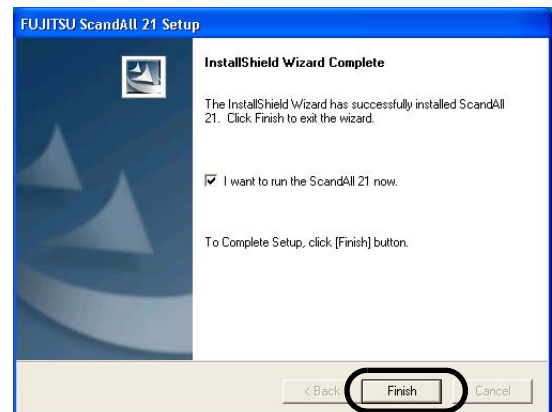 FUJITSU ScandAll 21 Setup
InstallShield Wizard Complete
The InstallShield Wizard has successfully installed ScandAll
21. Click Finish to exit the wizard.
I want to run the ScandAll 21 now.
To Complete Setup, click [Finish] button.
< Back
Finish
Cancel